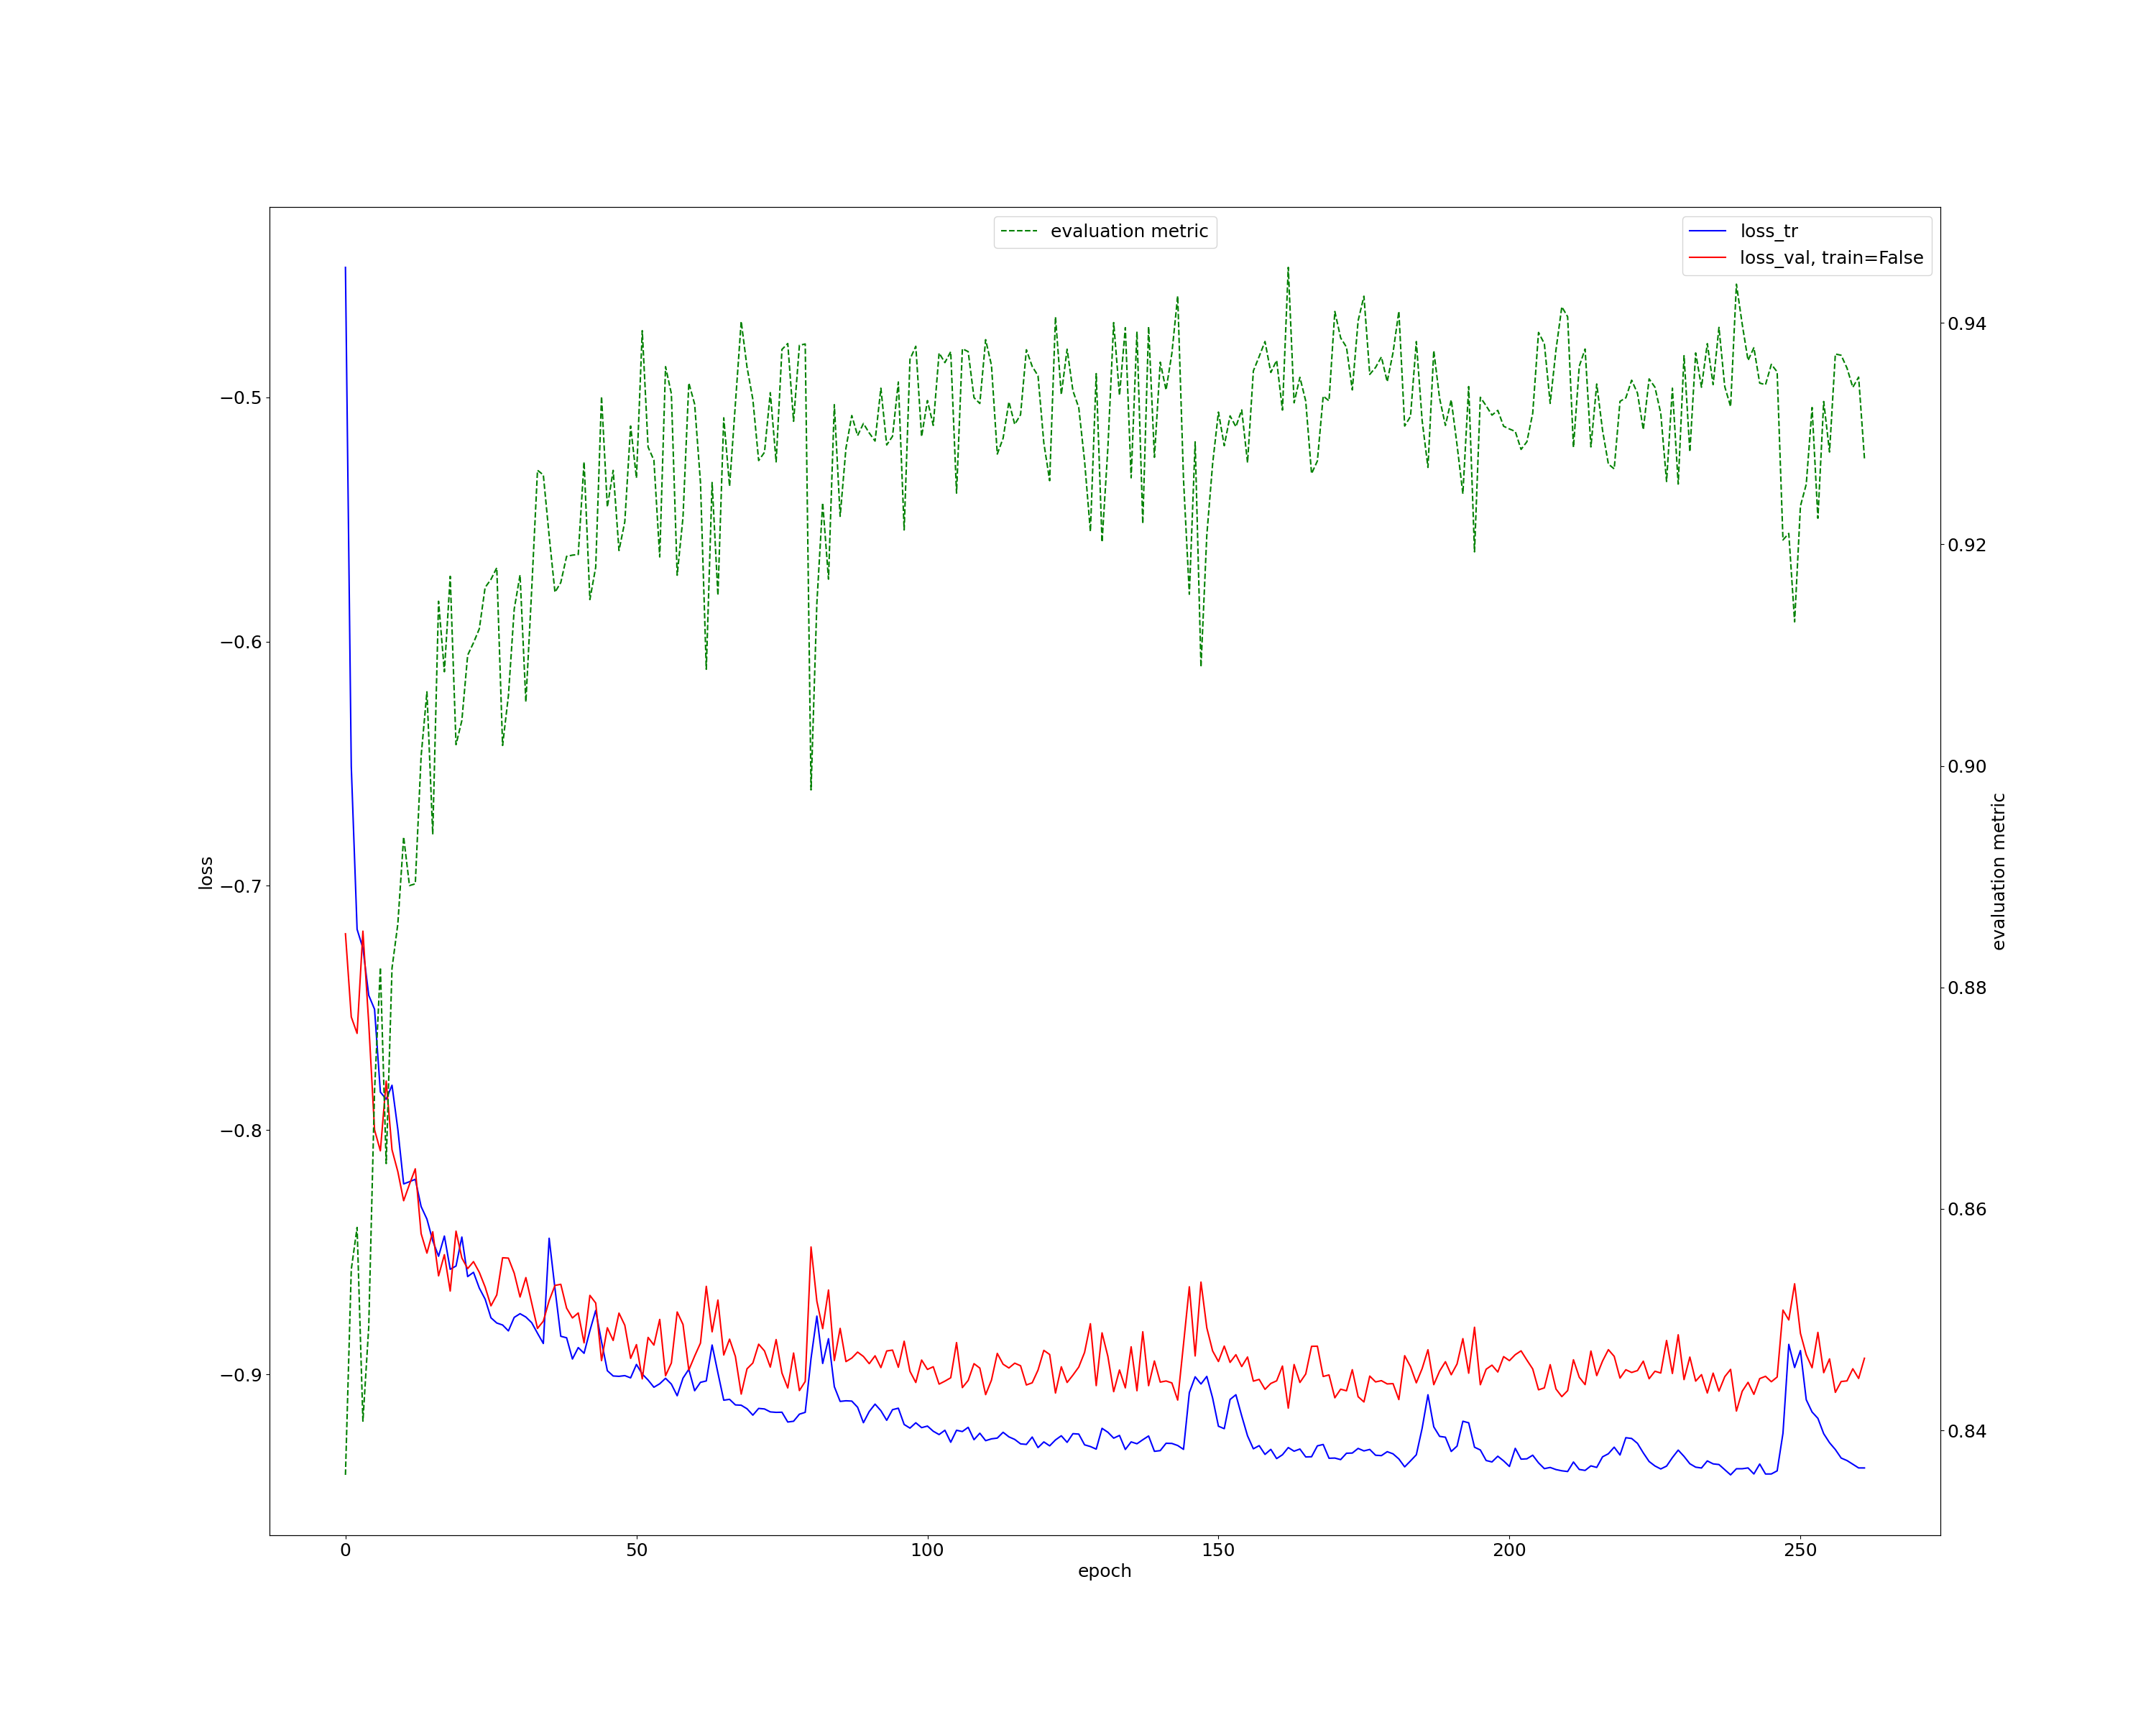 evaluation metric
loss_tr
loss_val, train=False
−0.5
−0.6
−0.7
−0.8
−0.9
loss
0.94
0.92
0.90
0.88
0.86
0.84
evaluation metric
0
50
100
150
200
250
epoch